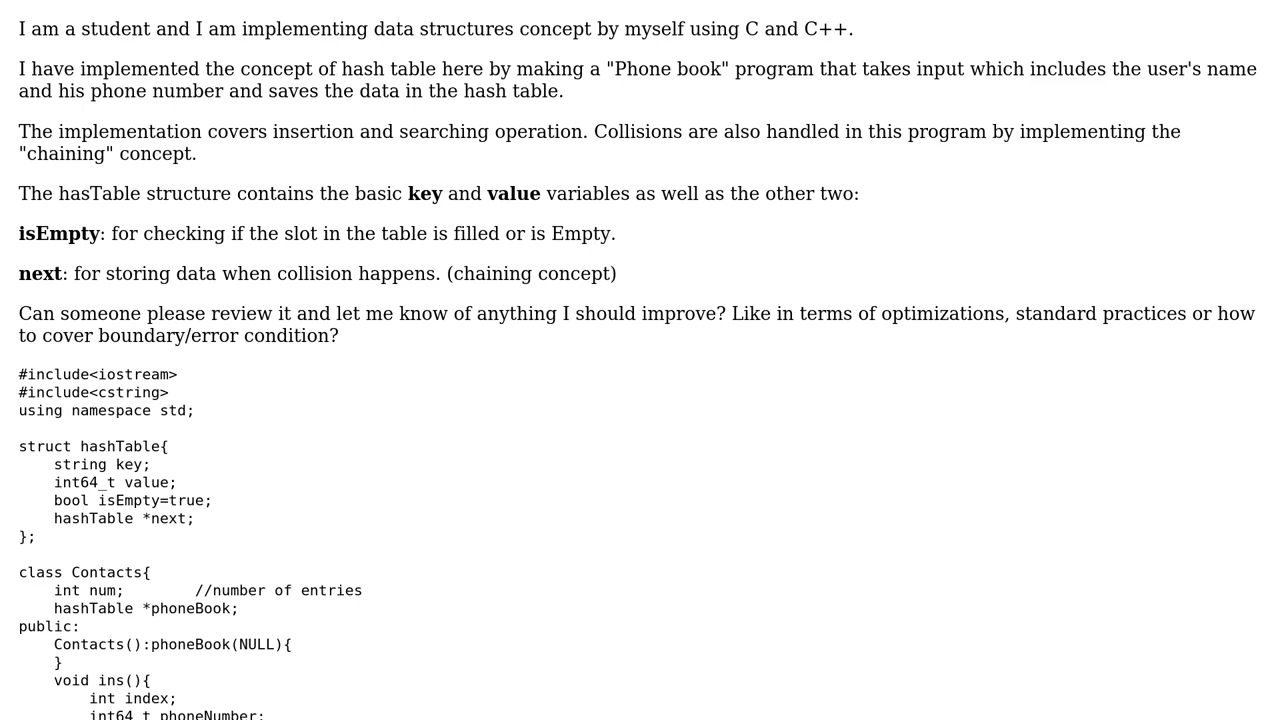 I am a student and I am implementing data structures concept by myself using C and C++.
I have implemented the concept of hash table here by making a "Phone book" program that takes input which includes the user's name
and his phone number and saves the data in the hash table.
The implementation covers insertion and searching operation. Collisions are also handled in this program by implementing the
"chaining" concept.
The hasTable structure contains the basic key and value variables as well as the other two:
isEmpty: for checking if the slot in the table is filled or is Empty.
next: for storing data when collision happens. (chaining concept)
Can someone please review it and let me know of anything I should improve? Like in terms of optimizations, standard practices or how
to cover boundary/error condition?
#include<iostream>
#include<cstring>
using namespace std;
struct hashTable{
    string key;
    int64_t value;
    bool isEmpty=true;
    hashTable *next;
};
class Contacts{
    int num;        //number of entries
    hashTable *phoneBook;
public:
    Contacts():phoneBook(NULL){
    }
    void ins(){
        int index;
        int64_t phoneNumber;